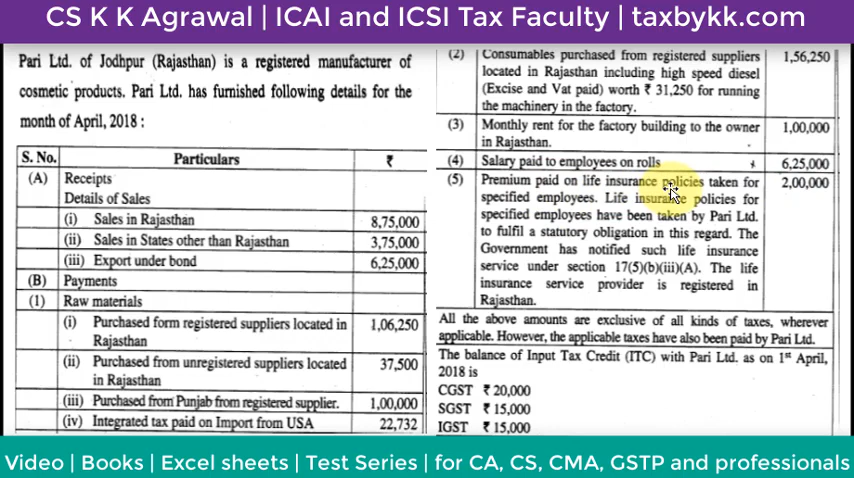 CS K K Agrawal | ICAI and ICSI Tax Faculty | taxbykk.com
Pari Ltd. of Jodhpur (Rajasthan) is a registered manufacturer of
cosmetic products. Pari Ltd. has furnished following details for the
month of April, 2018 :
S. No. Particulars ₹
(A) Receipts
Details of Sales
(i) Sales in Rajasthan 8,75,000
(ii) Sales in States other than Rajasthan 3,75,000
(iii) Export under bond 6,25,000
(B) Payments
(1) Raw materials
(i) Purchased form registered suppliers located in 1,06,250
Rajasthan
(ii) Purchased from unregistered suppliers located 37,500
in Rajasthan
(iii) Purchased from Punjab from registered supplier. 1,00,000
(iv) Integrated tax paid on Import from USA 22,732
(2) Consumables purchased from registered suppliers 1,56,250
located in Rajasthan including high speed diesel
(Excise and Vat paid) worth ₹ 31,250 for running
the machinery in the factory.
(3) Monthly rent for the factory building to the owner 1,00,000
in Rajasthan.
(4) Salary paid to employees on rolls 6,25,000
(5) Premium paid on life insurance policies taken for 2,00,000
specified employees. Life insurance policies for
specified employees have been taken by Pari Ltd.
to fulfil a statutory obligation in this regard. The
Government has notified such life insurance
service under section 17(5)(b)(iii)(A). The life
insurance service provider is registered in
Rajasthan.
All the above amounts are exclusive of all kinds of taxes, wherever
applicable. However, the applicable taxes have also been paid by Pari Ltd.
The balance of Input Tax Credit (ITC) with Pari Ltd. as on 1st April,
2018 is
CGST ₹ 20,000
SGST ₹ 15,000
IGST ₹ 15,000
Video | Books | Excel sheets | Test Series | for CA, CS, CMA, GSTP and professionals